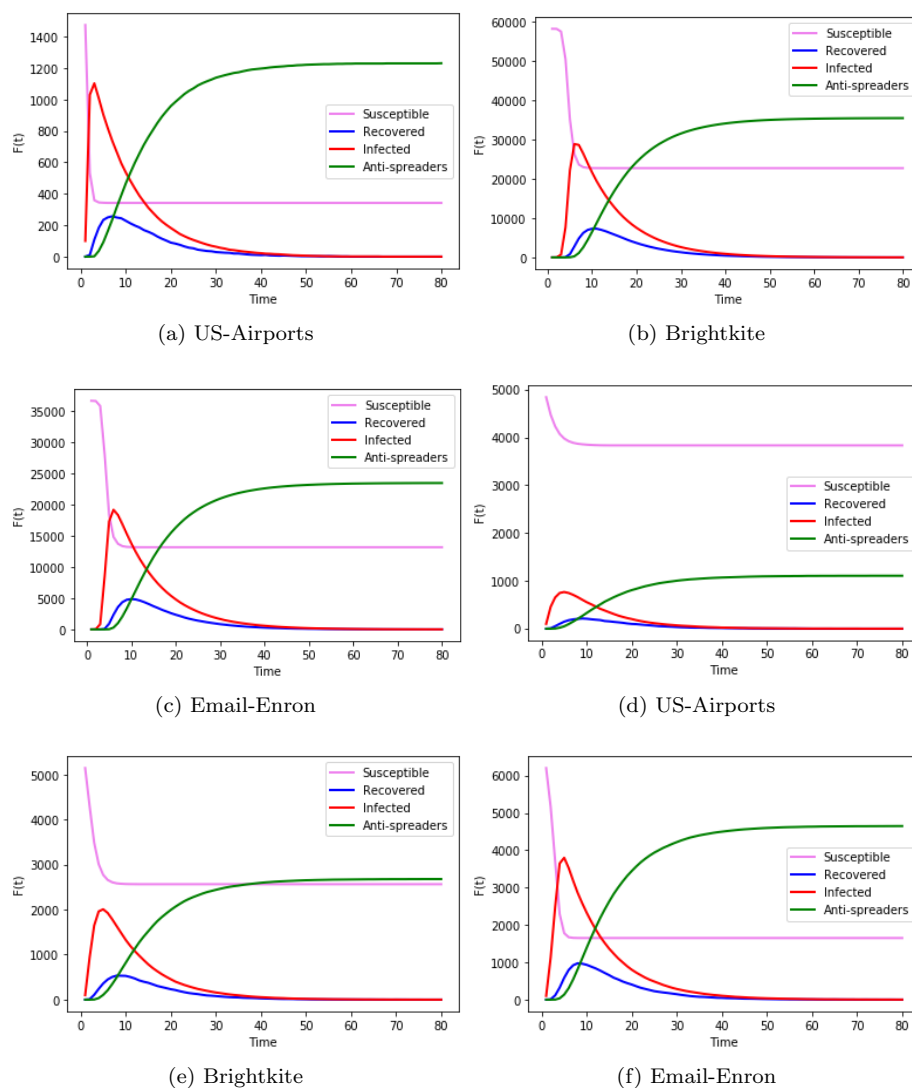 1400
1200
1000
800
600
400
200
0
F(t)
Susceptible
Recovered
Infected
Anti-spreaders
0 10 20 30 40 50 60 70 80
Time
(a) US-Airports
60000
50000
40000
30000
20000
10000
0
F(t)
Susceptible
Recovered
Infected
Anti-spreaders
0 10 20 30 40 50 60 70 80
Time
(b) Brightkite
35000
30000
25000
20000
15000
10000
5000
0
F(t)
Susceptible
Recovered
Infected
Anti-spreaders
0 10 20 30 40 50 60 70 80
Time
(c) Email-Enron
5000
4000
3000
2000
1000
0
F(t)
Susceptible
Recovered
Infected
Anti-spreaders
0 10 20 30 40 50 60 70 80
Time
(d) US-Airports
5000
4000
3000
2000
1000
0
F(t)
Susceptible
Recovered
Infected
Anti-spreaders
0 10 20 30 40 50 60 70 80
Time
(e) Brightkite
6000
5000
4000
3000
2000
1000
0
F(t)
Susceptible
Recovered
Infected
Anti-spreaders
0 10 20 30 40 50 60 70 80
Time
(f) Email-Enron